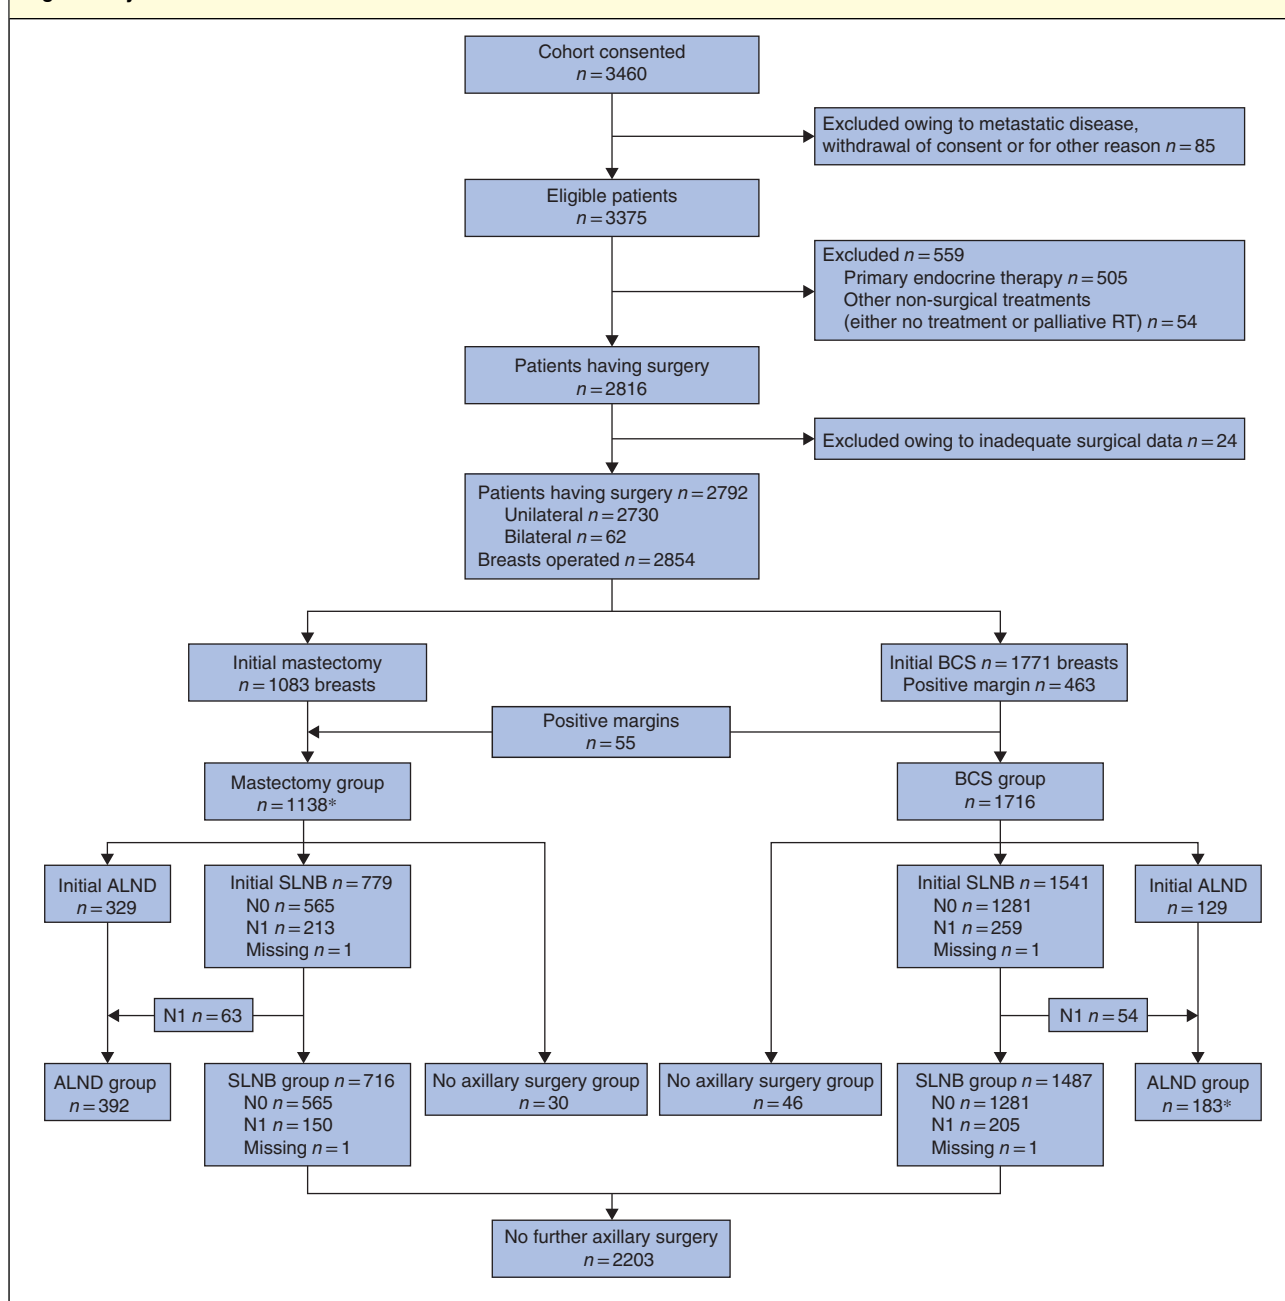 Cohort consented
n = 3460
Excluded owing to metastatic disease,
withdrawal of consent or for other reason n = 85
Eligible patients
n = 3375
Excluded n = 559
Primary endocrine therapy n = 505
Other non-surgical treatments
(either no treatment or palliative RT) n = 54
Patients having surgery
n = 2816
Excluded owing to inadequate surgical data n = 24
Patients having surgery n = 2792
Unilateral n = 2730
Bilateral n = 62
Breasts operated n = 2854
Initial mastectomy
n = 1083 breasts
Initial BCS n = 1771 breasts
Positive margin n = 463
Positive margins
n = 55
Mastectomy group
n = 1138*
BCS group
n = 1716
Initial ALND
n = 329
Initial SLNB n = 779
N0 n = 565
N1 n = 213
Missing n = 1
Initial SLNB n = 1541
N0 n = 1281
N1 n = 259
Missing n = 1
Initial ALND
n = 129
N1 n = 63
N1 n = 54
ALND group
n = 392
SLNB group n = 716
N0 n = 565
N1 n = 150
Missing n = 1
No axillary surgery group
n = 30
No axillary surgery group
n = 46
SLNB group n = 1487
N0 n = 1281
N1 n = 205
Missing n = 1
ALND group
n = 183*
No further axillary surgery
n = 2203